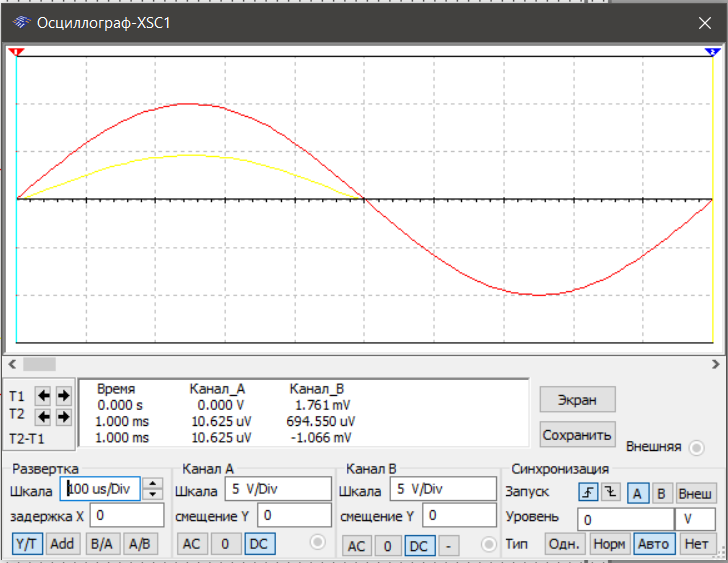 Осциллограф-XSC1
Время Канал_A Канал_B
T1 0.000 s 0.000 V 1.761 mV
T2 1.000 ms 10.625 uV 694.550 uV
T2-T1 1.000 ms 10.625 uV -1.066 mV
Экран
Сохранить
Внешняя
Развертка Канал A Канал B Синхронизация
Шкала 100 us/Div Шкала 5 V/Div Шкала 5 V/Div Запуск A B Внеш
задержка X 0 смещение Y 0 смещение Y 0 Уровень 0 V
Y/T Add B/A A/B AC 0 DC AC 0 DC - Тип Одн. Норм Авто Нет